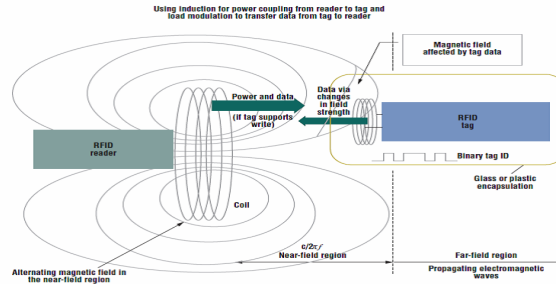 Using induction for power coupling from reader to tag and
load modulation to transfer data from tag to reader
Magnetic field
affected by tag data
Power and data
(if tag supports
write)
Data via
changes
in field
strength
RFID
reader
RFID
tag
Binary tag ID
Glass or plastic
encapsulation
Coil
c/2πf
Near-field region
Far-field region
Alternating magnetic field in
the near-field region
Propagating electromagnetic
waves